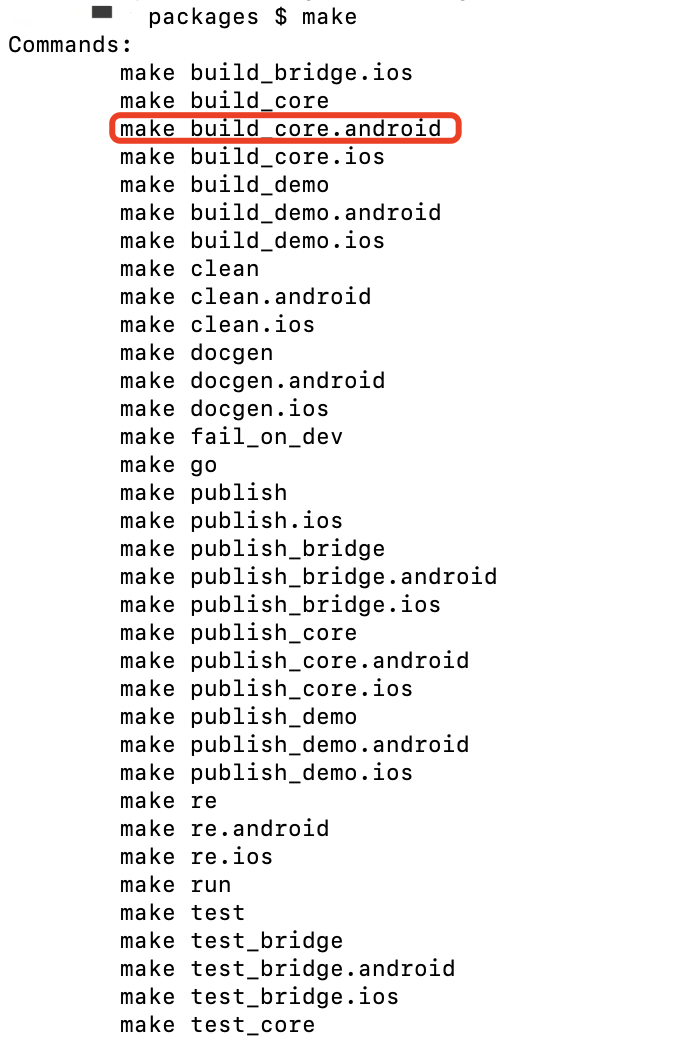 packages $ make
Commands:
make build_bridge.ios
make build_core
make build_core.android
make build_core.ios
make build_demo
make build_demo.android
make build_demo.ios
make clean
make clean.android
make clean.ios
make docgen
make docgen.android
make docgen.ios
make fail_on_dev
make go
make publish
make publish.ios
make publish_bridge
make publish_bridge.android
make publish_bridge.ios
make publish_core
make publish_core.android
make publish_core.ios
make publish_demo
make publish_demo.android
make publish_demo.ios
make re
make re.android
make re.ios
make run
make test
make test_bridge
make test_bridge.android
make test_bridge.ios
make test_core